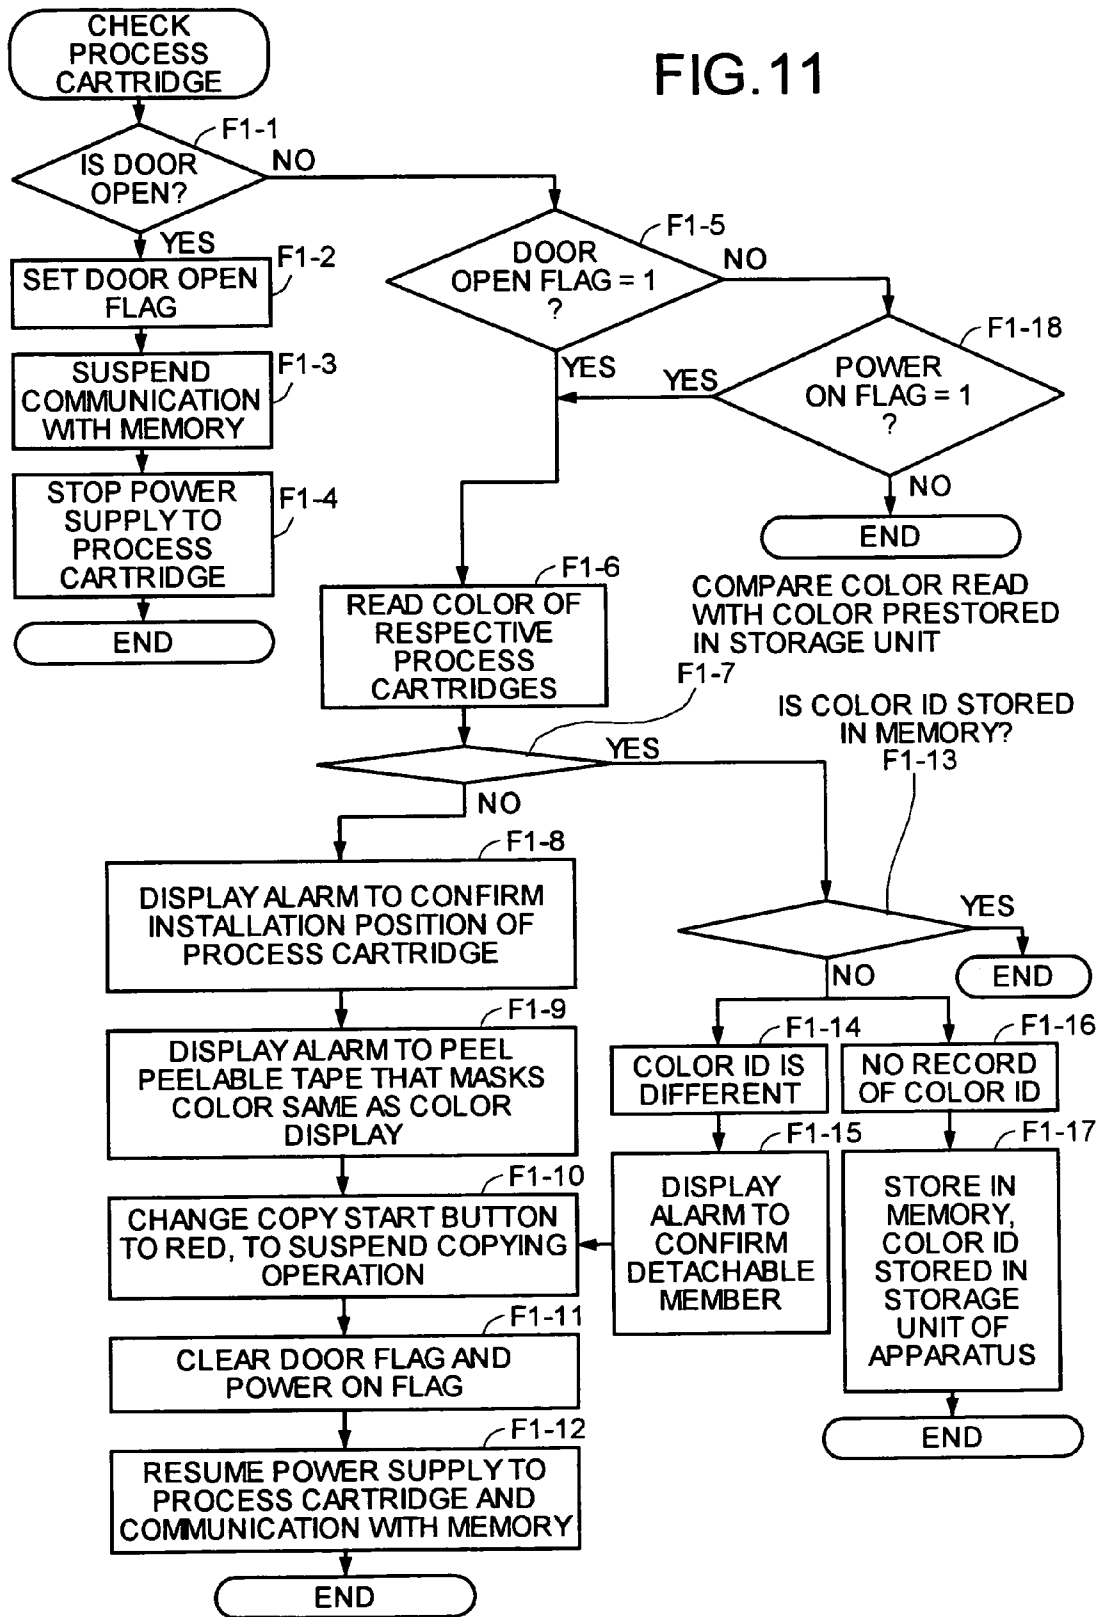 CHECK
PROCESS
CARTRIDGE
FIG.11
F1-1
IS DOOR
OPEN?
NO
YES
F1-2
SET DOOR OPEN
FLAG
F1-3
SUSPEND
COMMUNICATION
WITH MEMORY
F1-4
STOP POWER
SUPPLY TO
PROCESS
CARTRIDGE
END
F1-5
DOOR
OPEN FLAG = 1
?
NO
YES
F1-18
POWER
ON FLAG = 1
?
YES
NO
END
F1-6
READ COLOR OF
RESPECTIVE
PROCESS
CARTRIDGES
COMPARE COLOR READ
WITH COLOR PRESTORED
IN STORAGE UNIT
F1-7
YES
NO
IS COLOR ID STORED
IN MEMORY?
F1-13
YES
END
NO
F1-8
DISPLAY ALARM TO CONFIRM
INSTALLATION POSITION OF
PROCESS CARTRIDGE
F1-9
DISPLAY ALARM TO PEEL
PEELABLE TAPE THAT MASKS
COLOR SAME AS COLOR
DISPLAY
F1-10
CHANGE COPY START BUTTON
TO RED, TO SUSPEND COPYING
OPERATION
F1-11
CLEAR DOOR FLAG AND
POWER ON FLAG
F1-12
RESUME POWER SUPPLY TO
PROCESS CARTRIDGE AND
COMMUNICATION WITH MEMORY
END
F1-14
COLOR ID IS
DIFFERENT
F1-15
DISPLAY
ALARM TO
CONFIRM
DETACHABLE
MEMBER
F1-16
NO RECORD
OF COLOR ID
F1-17
STORE IN
MEMORY,
COLOR ID
STORED IN
STORAGE
UNIT OF
APPARATUS
END